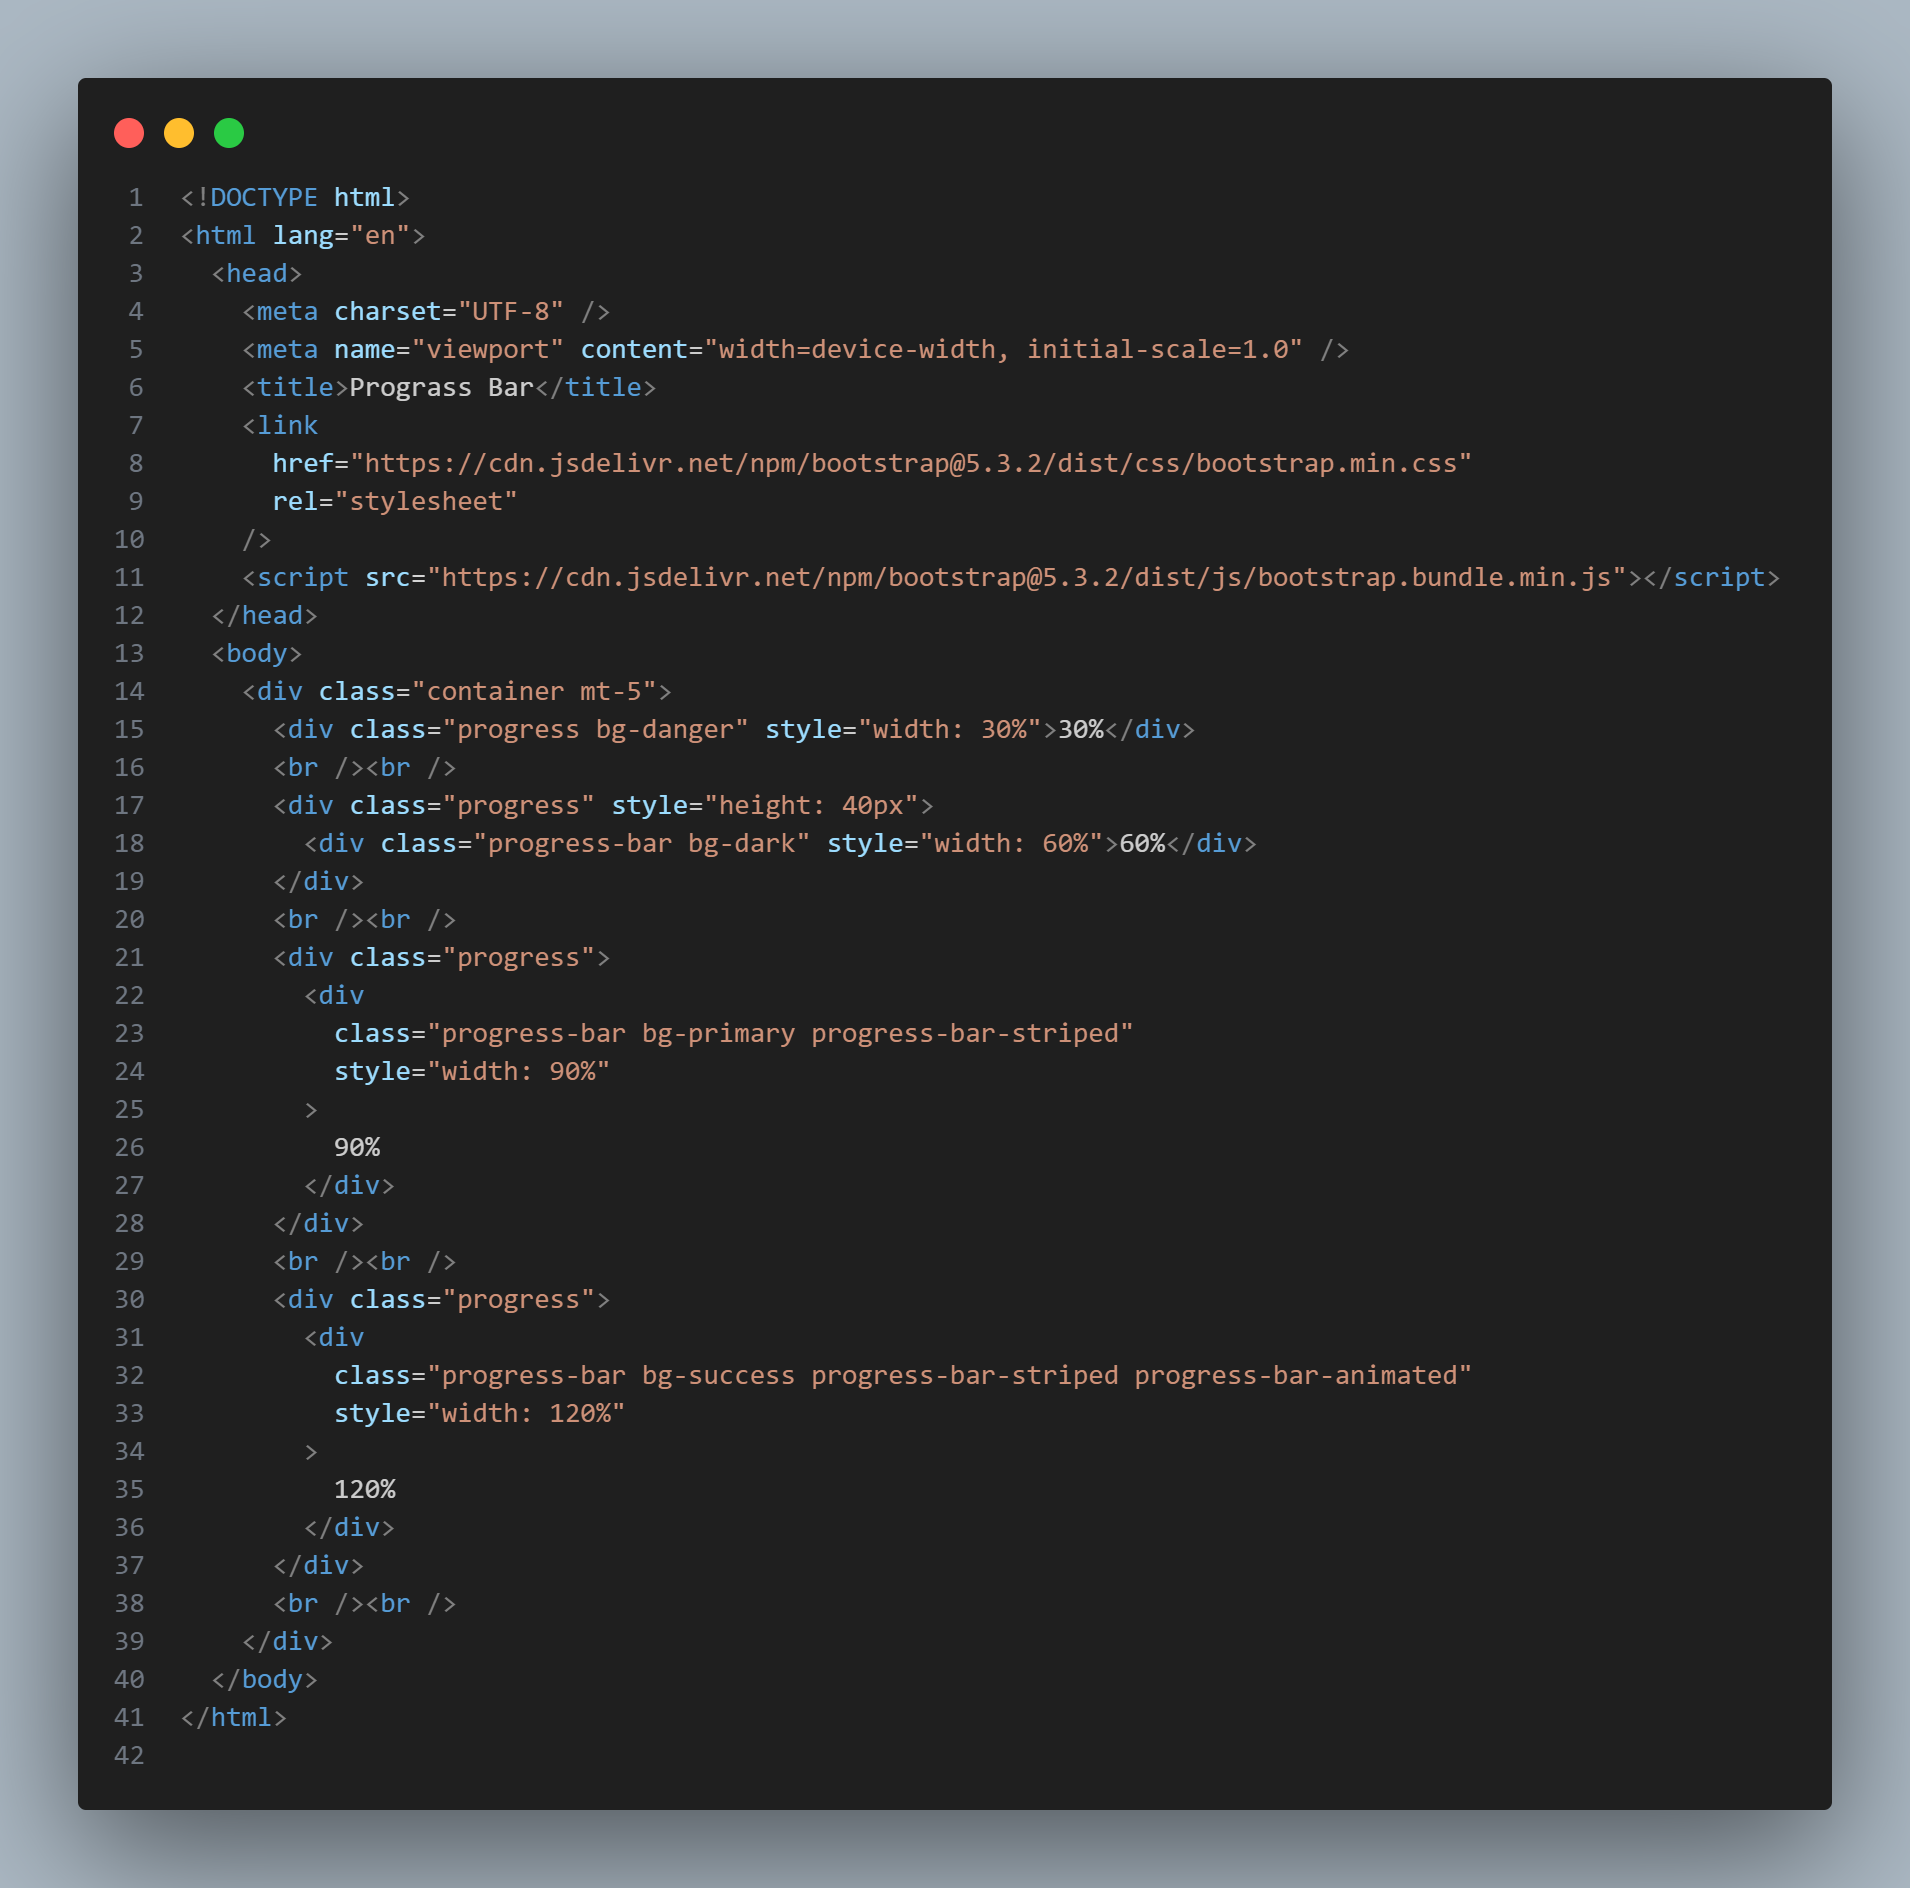 1 <!DOCTYPE html>
2 <html lang="en">
3   <head>
4     <meta charset="UTF-8" />
5     <meta name="viewport" content="width=device-width, initial-scale=1.0" />
6     <title>Prograss Bar</title>
7     <link
8       href="https://cdn.jsdelivr.net/npm/bootstrap@5.3.2/dist/css/bootstrap.min.css"
9       rel="stylesheet"
10     />
11     <script src="https://cdn.jsdelivr.net/npm/bootstrap@5.3.2/dist/js/bootstrap.bundle.min.js"></script>
12   </head>
13   <body>
14     <div class="container mt-5">
15       <div class="progress bg-danger" style="width: 30%">30%</div>
16       <br /><br />
17       <div class="progress" style="height: 40px">
18         <div class="progress-bar bg-dark" style="width: 60%">60%</div>
19       </div>
20       <br /><br />
21       <div class="progress">
22         <div
23           class="progress-bar bg-primary progress-bar-striped"
24           style="width: 90%"
25         >
26           90%
27         </div>
28       </div>
29       <br /><br />
30       <div class="progress">
31         <div
32           class="progress-bar bg-success progress-bar-striped progress-bar-animated"
33           style="width: 120%"
34         >
35           120%
36         </div>
37       </div>
38       <br /><br />
39     </div>
40   </body>
41 </html>
42